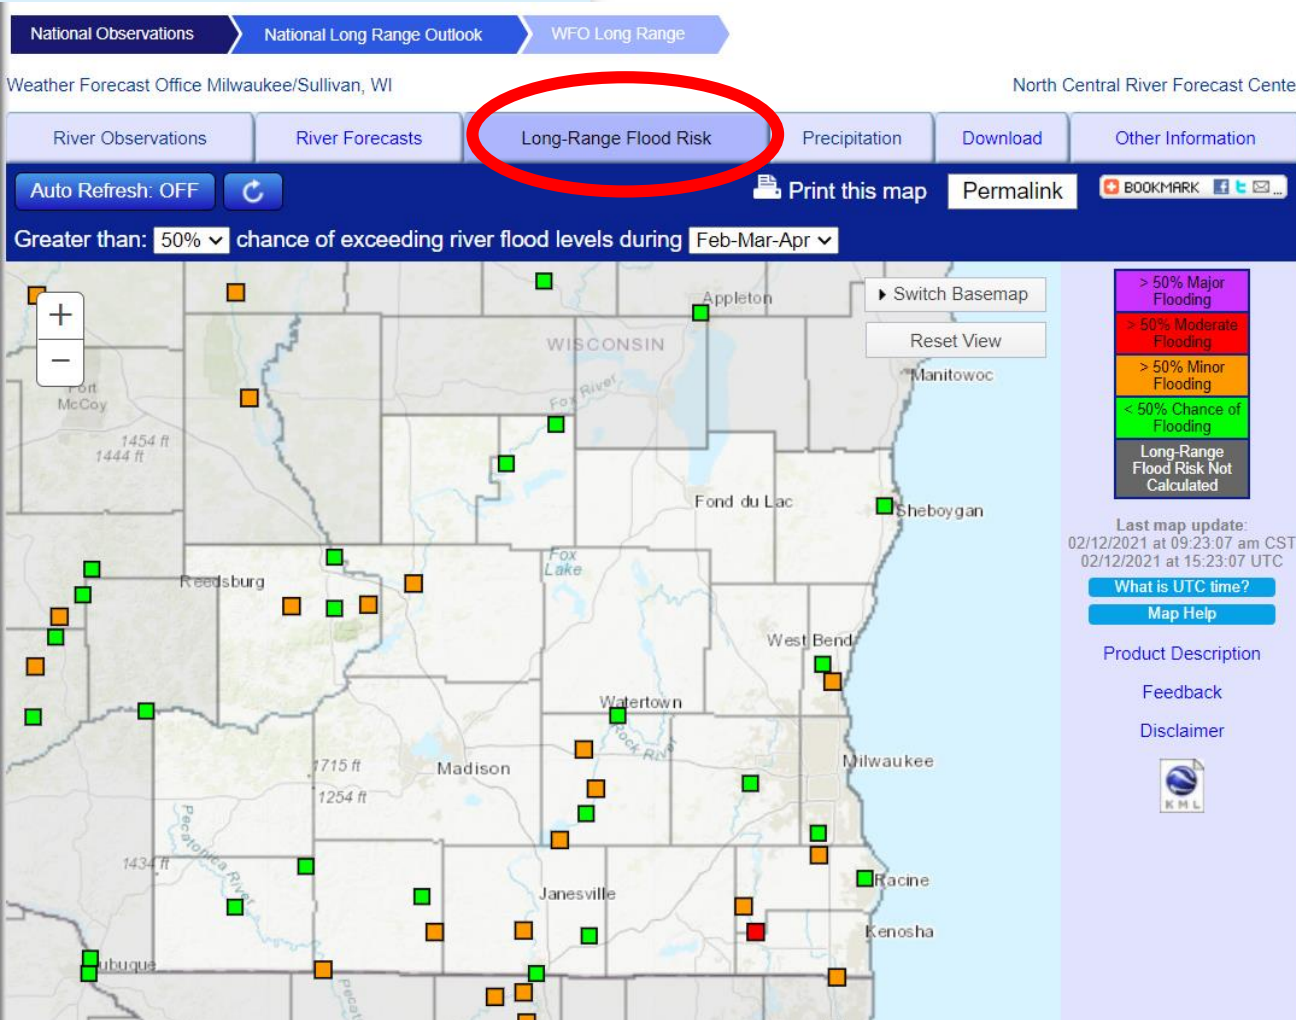 National Observations
National Long Range Outlook
WFO Long Range
Weather Forecast Office Milwaukee/Sullivan, WI
North Central River Forecast Cente
River Observations
River Forecasts
Long-Range Flood Risk
Precipitation
Download
Other Information
Auto Refresh: OFF
Print this map
Permalink
BOOKMARK
Greater than: 50% chance of exceeding river flood levels during Feb-Mar-Apr
+
−
Switch Basemap
Reset View
Appleton
WISCONSIN
Manitowoc
Fox River
Fort
McCoy
1454 ft
1444 ft
Fond du Lac
Sheboygan
Fox
Lake
Reedsburg
West Bend
Watertown
Rock River
1715 ft
Madison
Milwaukee
1254 ft
Pecatonica River
1434 ft
Janesville
Racine
Kenosha
ubuque
Pecat
> 50% Major
Flooding
> 50% Moderate
Flooding
> 50% Minor
Flooding
< 50% Chance of
Flooding
Long-Range
Flood Risk Not
Calculated
Last map update:
02/12/2021 at 09:23:07 am CST
02/12/2021 at 15:23:07 UTC
What is UTC time?
Map Help
Product Description
Feedback
Disclaimer
KML